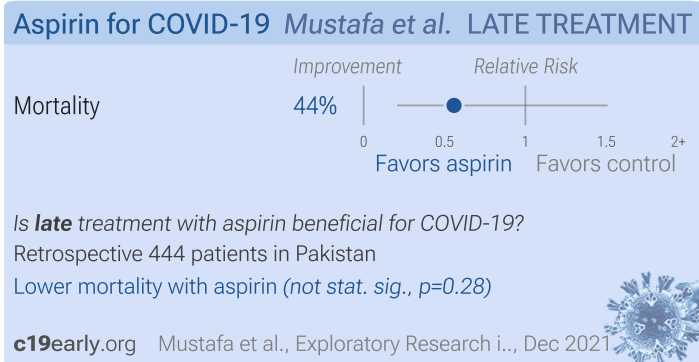 Aspirin for COVID-19 Mustafa et al. LATE TREATMENT
Improvement Relative Risk
Mortality 44%
0 0.5 1 1.5 2+
Favors aspirin Favors control
Is late treatment with aspirin beneficial for COVID-19?
Retrospective 444 patients in Pakistan
Lower mortality with aspirin (not stat. sig., p=0.28)
c19early.org Mustafa et al., Exploratory Research i.., Dec 2021